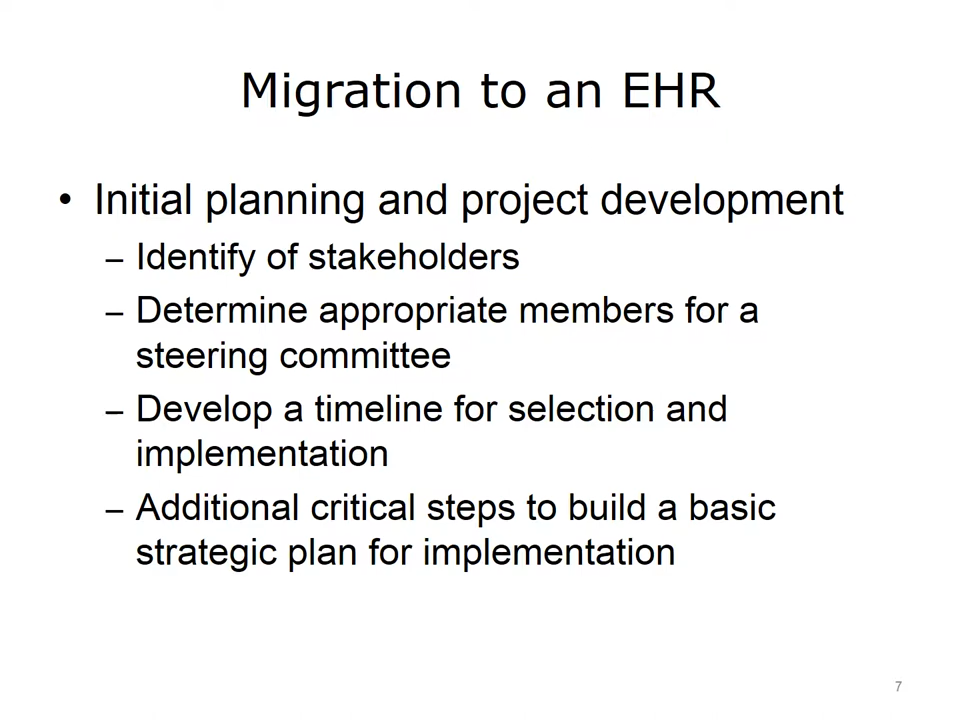 Migration to an EHR
• Initial planning and project development
– Identify of stakeholders
– Determine appropriate members for a
steering committee
– Develop a timeline for selection and
implementation
– Additional critical steps to build a basic
strategic plan for implementation
7